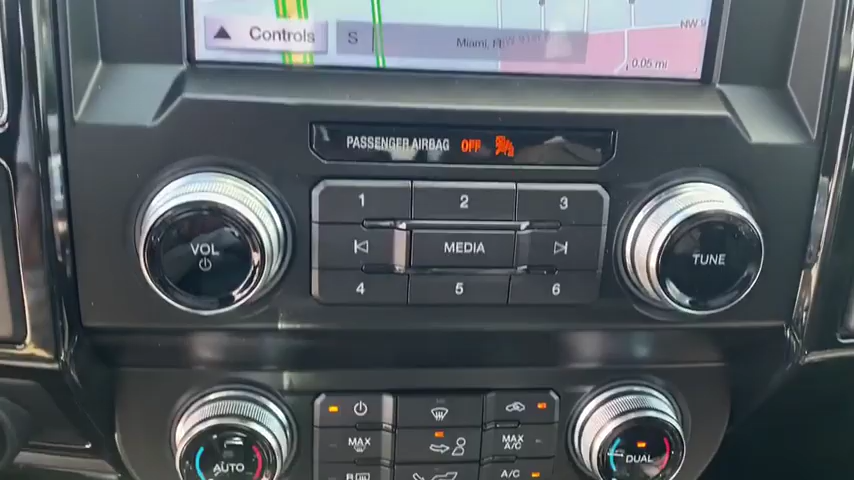 Controls S Miami, NW
0.05 mi
PASSENGER AIRBAG OFF
1 2 3
VOL MEDIA TUNE
4 5 6
MAX MAX A/C
AUTO DUAL
R A/C